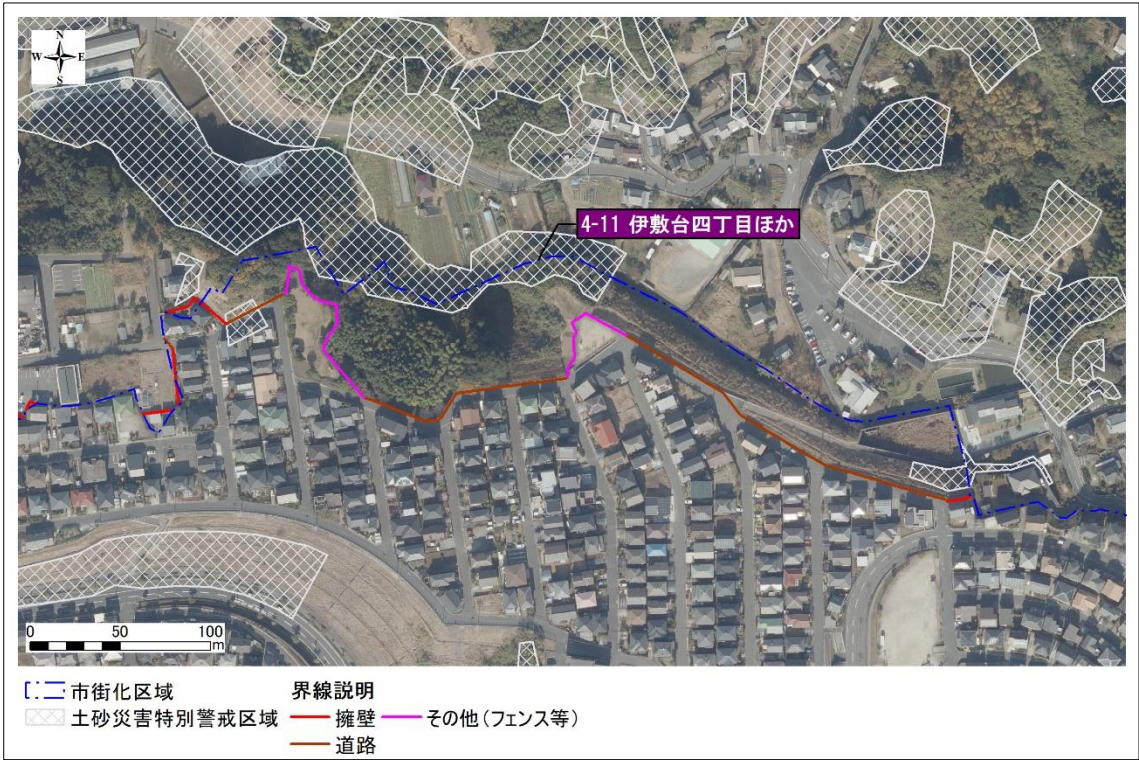 N
W E
S
4-11 伊敷台四丁目ほか
0 50 100
m
市街化区域
界線説明
土砂災害特別警戒区域
擁壁
その他(フェンス等)
道路